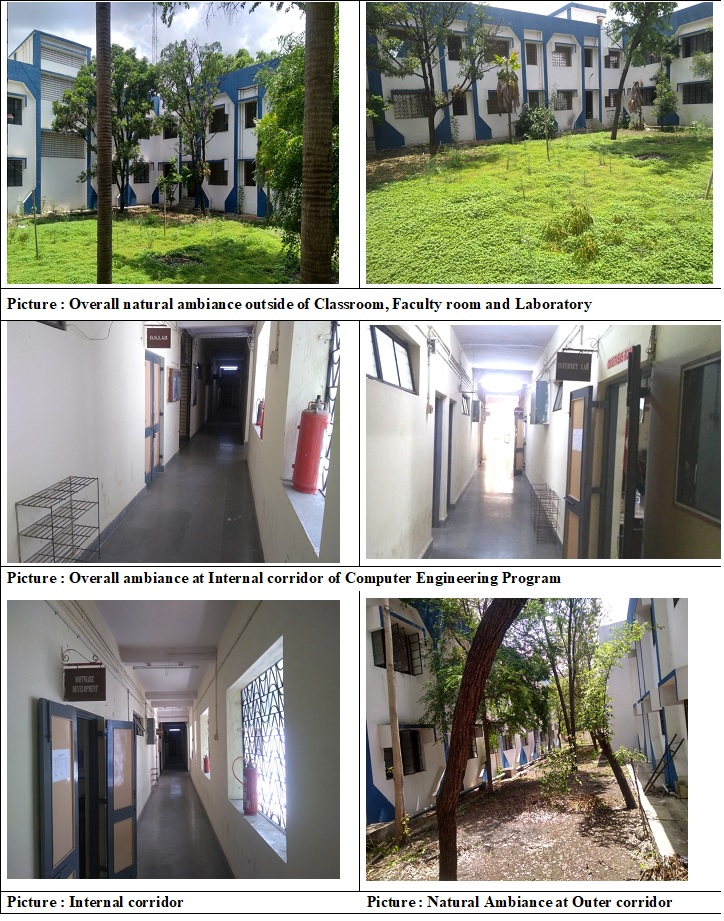 Picture : Overall natural ambiance outside of Classroom, Faculty room and Laboratory
D.S.LAB
INTERNET LAB
Picture : Overall ambiance at Internal corridor of Computer Engineering Program
SOFTWARE
DEVELOPMENT
Picture : Internal corridor
Picture : Natural Ambiance at Outer corridor